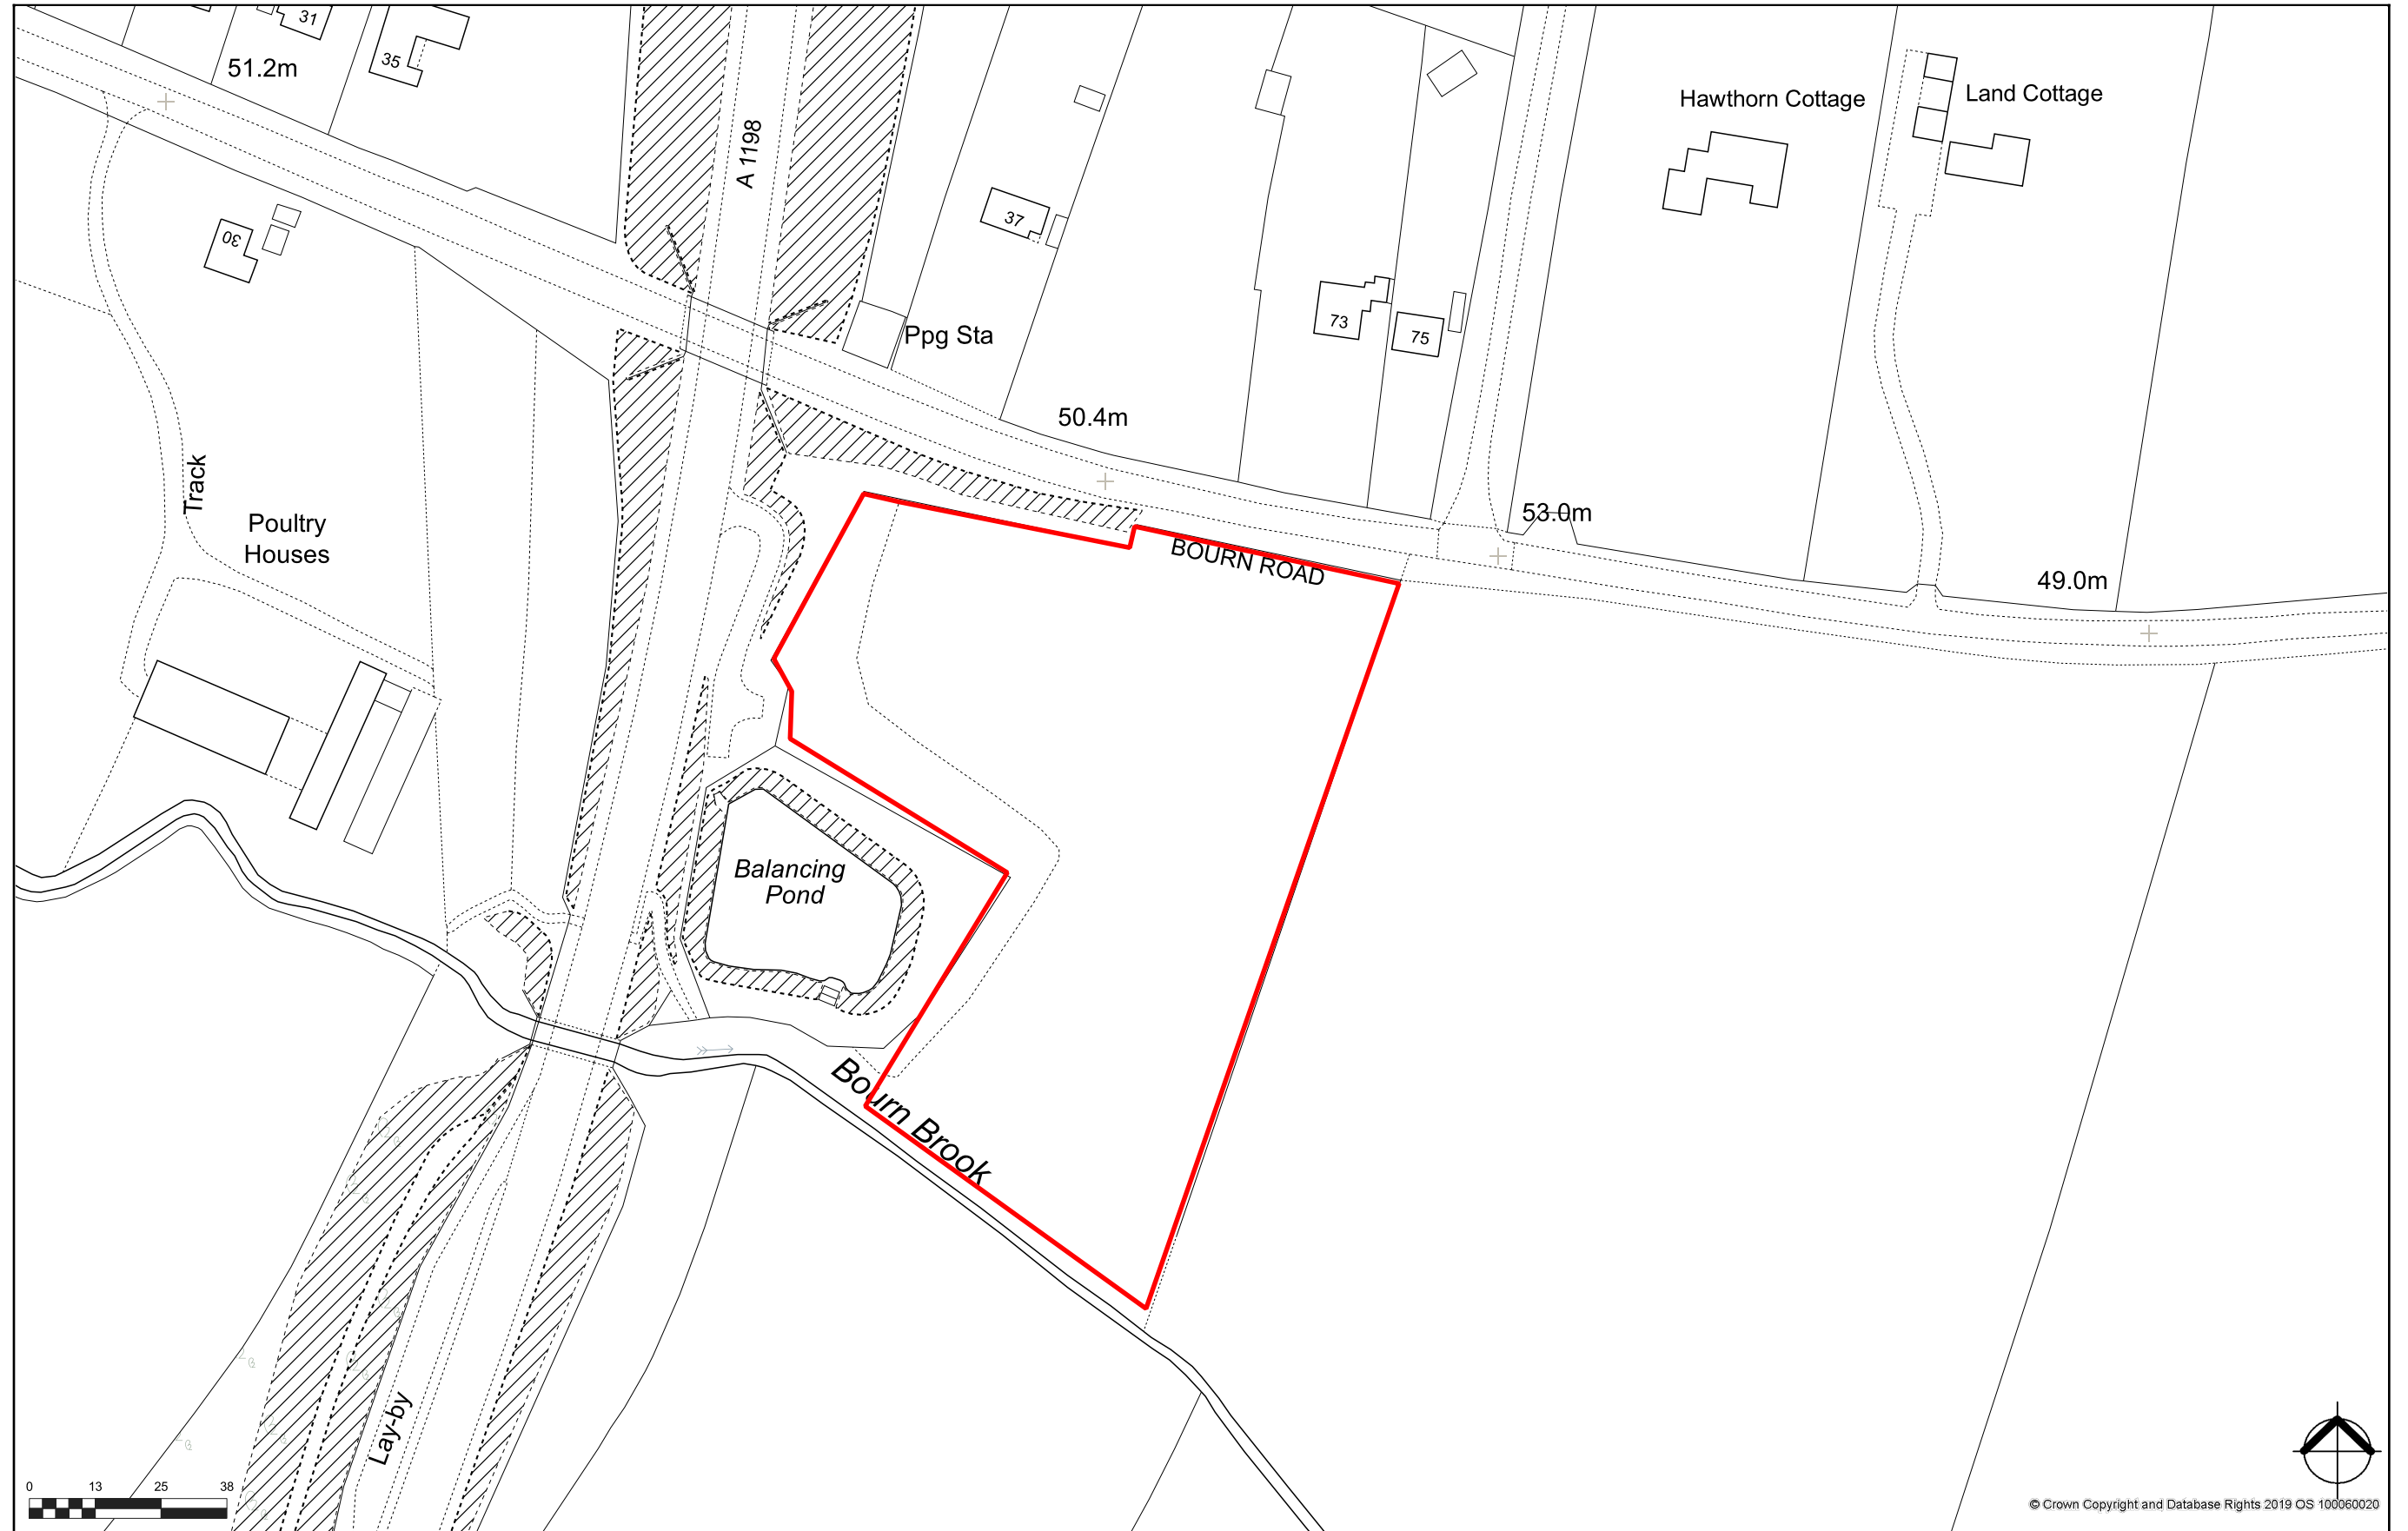 31
35
51.2m
A 1198
Hawthorn Cottage
Land Cottage
37
30
Ppg Sta
73
75
50.4m
Track
Poultry
Houses
53.0m
BOURN ROAD
49.0m
Balancing
Pond
Bourn Brook
Lay-by
0 13 25 38
© Crown Copyright and Database Rights 2019 OS 100060020